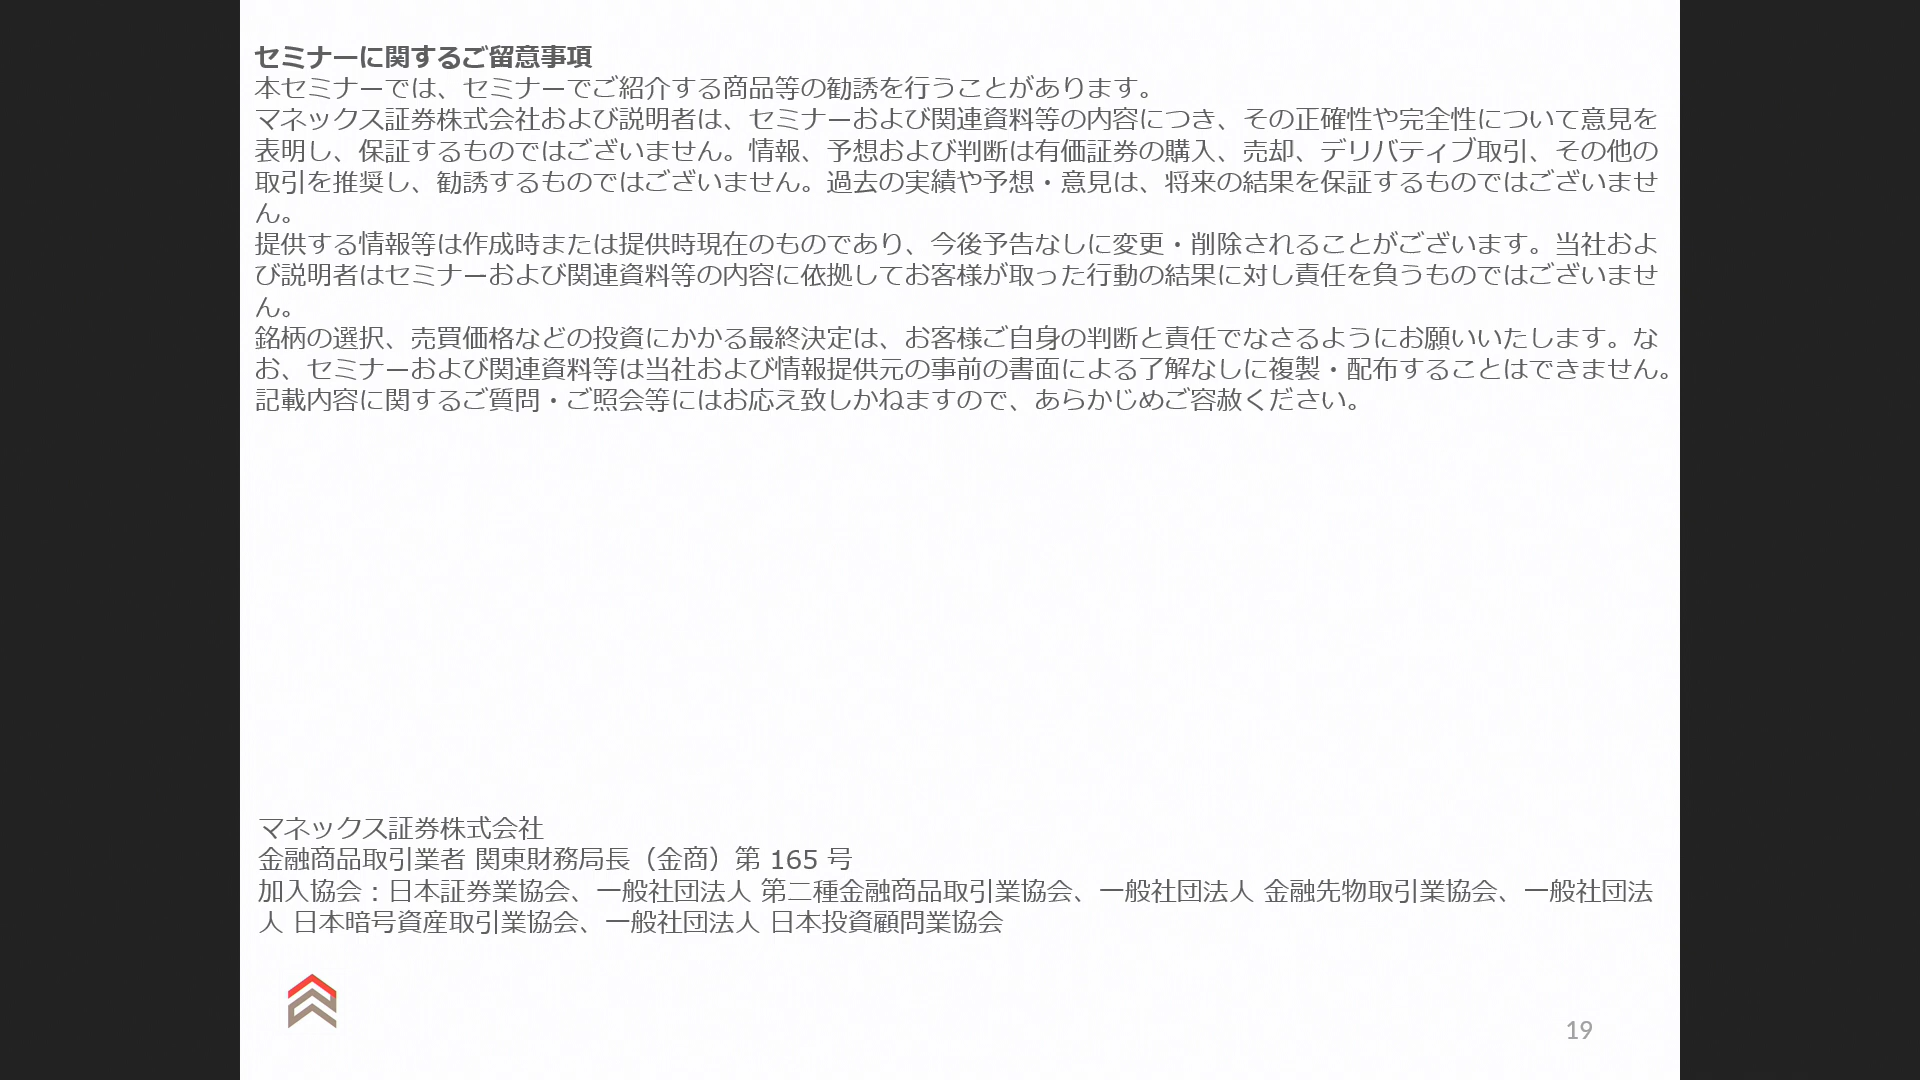 セミナーに関するご留意事項
本セミナーでは、セミナーでご紹介する商品等の勧誘を行うことがあります。
マネックス証券株式会社および説明者は、セミナーおよび関連資料等の内容につき、その正確性や完全性について意見を
表明し、保証するものではございません。情報、予想および判断は有価証券の購入、売却、デリバティブ取引、その他の
取引を推奨し、勧誘するものではございません。過去の実績や予想・意見は、将来の結果を保証するものではございませ
ん。
提供する情報等は作成時または提供時現在のものであり、今後予告なしに変更・削除されることがございます。当社およ
び説明者はセミナーおよび関連資料等の内容に依拠してお客様が取った行動の結果に対し責任を負うものではございませ
ん。
銘柄の選択、売買価格などの投資にかかる最終決定は、お客様ご自身の判断と責任でなさるようにお願いいたします。な
お、セミナーおよび関連資料等は当社および情報提供元の事前の書面による了解なしに複製・配布することはできません。
記載内容に関するご質問・ご照会等にはお応え致しかねますので、あらかじめご容赦ください。
マネックス証券株式会社
金融商品取引業者 関東財務局長（金商）第 165 号
加入協会：日本証券業協会、一般社団法人 第二種金融商品取引業協会、一般社団法人 金融先物取引業協会、一般社団法
人 日本暗号資産取引業協会、一般社団法人 日本投資顧問業協会
19